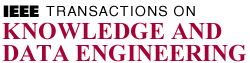 IEEE TRANSACTIONS ON
KNOWLEDGE AND
DATA ENGINEERING